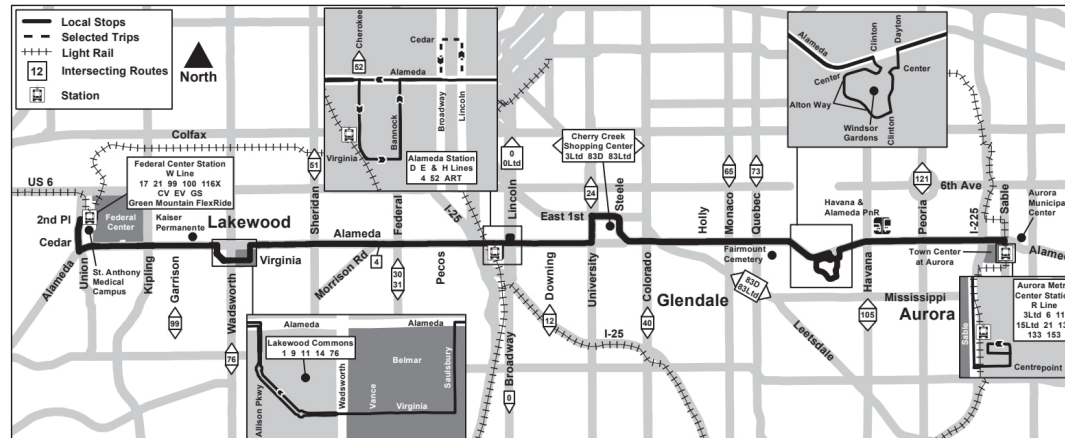 Local Stops
Selected Trips
Light Rail
12 Intersecting Routes
Station
North
Cherokee
52
Cedar
Alameda
Broadway
Lincoln
Bannock
Virginia
Alameda Station
D E & H Lines
4 52 ART
Alameda
Clinton
Dayton
Center
Center
Alton Way
Windsor
Gardens
Clinton
Colfax
US 6
Federal Center Station
W Line
17 21 99 100 116X
CV EV GS
Green Mountain FlexRide
51
Sheridan
Federal
30
31
I-25
0
0Ltd
Lincoln
Cherry Creek
Shopping Center
3Ltd 83D 83Ltd
24
Steele
East 1st
65
73
Holly
Monaco
Quebec
121
Peoria
6th Ave
I-225
Sable
Aurora
Municipal
Center
2nd Pl
Cedar
Alameda
Union
Federal
Center
Kaiser
Permanente
Lakewood
Alameda
Virginia
St. Anthony
Medical
Campus
Kipling
Garrison
99
Wadsworth
76
Morrison Rd
4
Pecos
Broadway
0
Downing
12
University
Colorado
40
I-25
Glendale
Fairmount
Cemetery
83D
83Ltd
Leetsdale
Havana &
Alameda PnR
Havana
105
Mississippi
Aurora
Town Center
at Aurora
Alameda
Lakewood Commons
1 9 11 14 76
Alameda
Alameda
Allison Pkwy
Wadsworth
Vance
Belmar
Virginia
Saulsbury
Aurora Metro
Center Station
R Line
3Ltd 6 11
15Ltd 21 13
133 153
Sable
Sable
Centrepoint